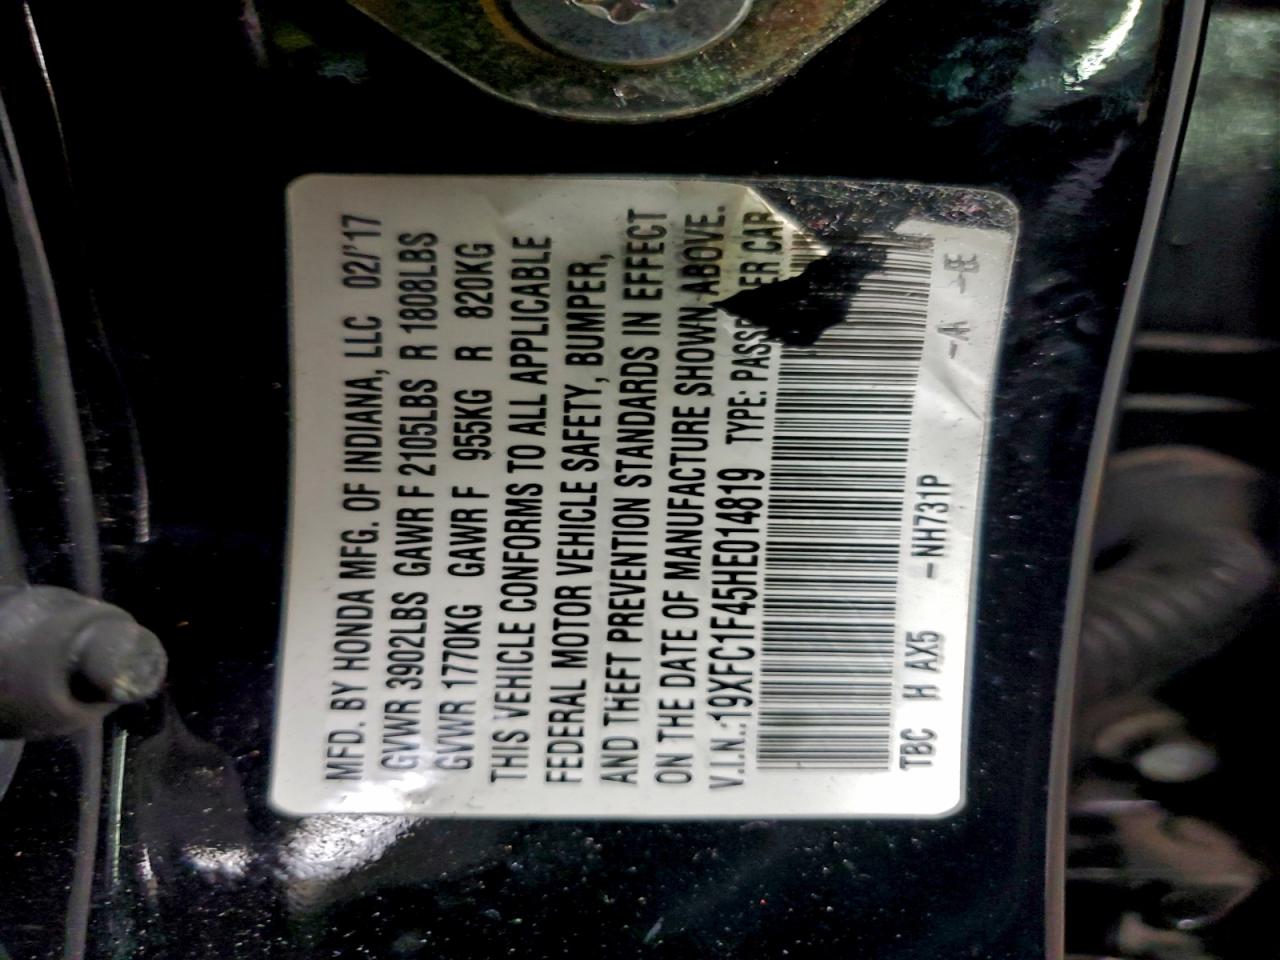 MFD. BY HONDA MFG. OF INDIANA, LLC 02/'17
GVWR 3902LBS GAWR F 2105LBS R 1808LBS
GVWR 1770KG GAWR F 955KG R 820KG
THIS VEHICLE CONFORMS TO ALL APPLICABLE
FEDERAL MOTOR VEHICLE SAFETY, BUMPER,
AND THEFT PREVENTION STANDARDS IN EFFECT
ON THE DATE OF MANUFACTURE SHOWN ABOVE.
V.I.N.:19XFC1F45HE014819 TYPE: CAR
TBC H AX5 -NH731P -A -E